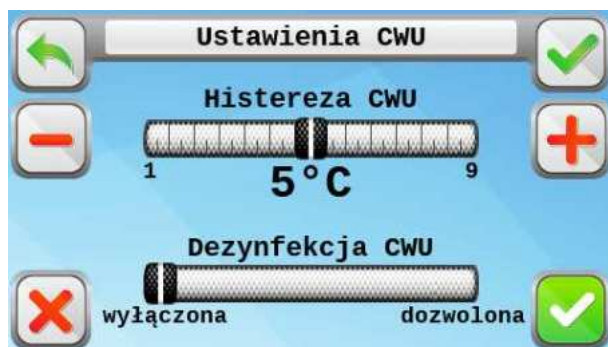 Ustawienia CWU
Histereza CWU
1 9
5°C
Dezynfekcja CWU
wyłączona dozwolona